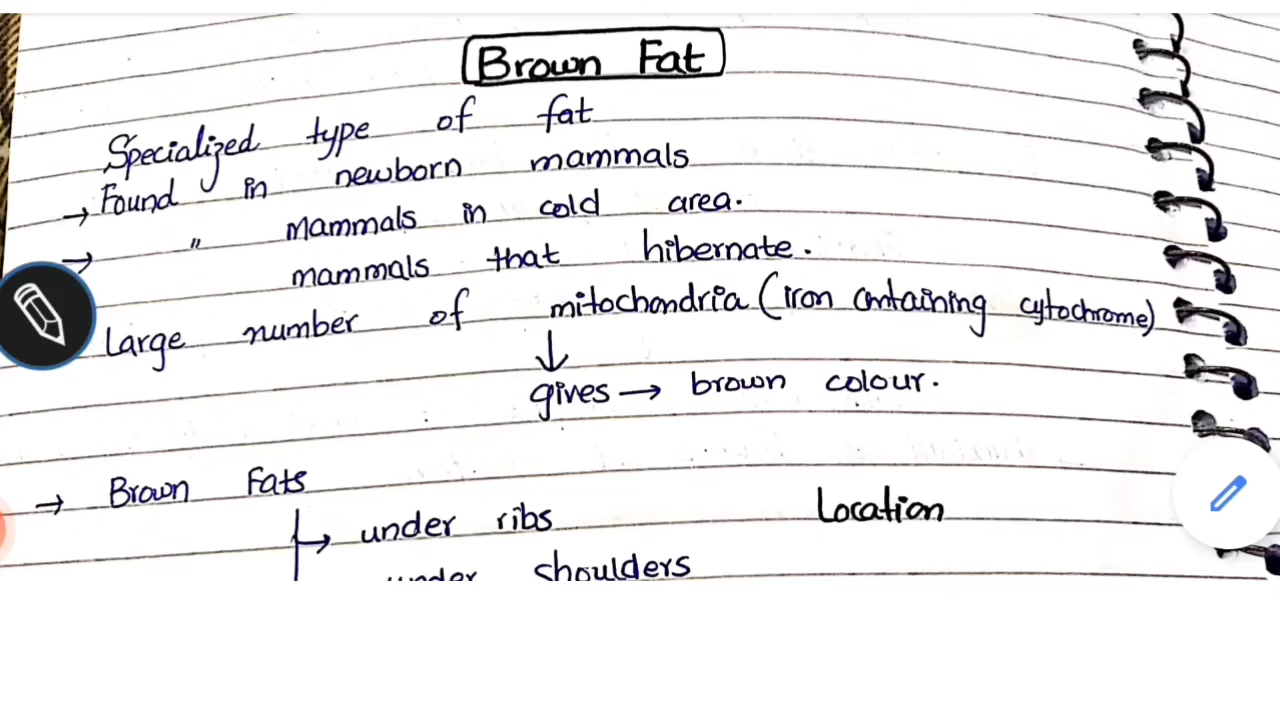 Brown Fat
Specialized type of fat
→ Found in newborn mammals
→ " mammals in cold area.
mammals that hibernate.
Large number of mitochondria (iron containing cytochrome)
↓
gives → brown colour.
→ Brown Fats
→ under ribs Location
under shoulders